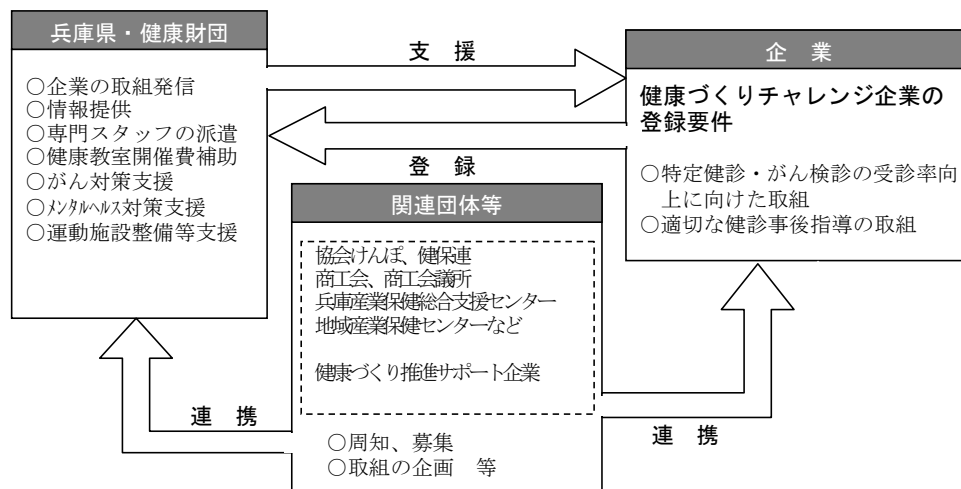 兵庫県・健康財団
○企業の取組発信
○情報提供
○専門スタッフの派遣
○健康教室開催費補助
○がん対策支援
○ﾒﾝﾀﾙﾍﾙｽ対策支援
○運動施設整備等支援
支 援
登 録
企 業
健康づくりチャレンジ企業の
登録要件
○特定健診・がん検診の受診率向
上に向けた取組
○適切な健診事後指導の取組
関連団体等
協会けんぽ、健保連
商工会、商工会議所
兵庫産業保健総合支援センター
地域産業保健センターなど
健康づくり推進サポート企業
○周知、募集
○取組の企画 等
連 携
連 携